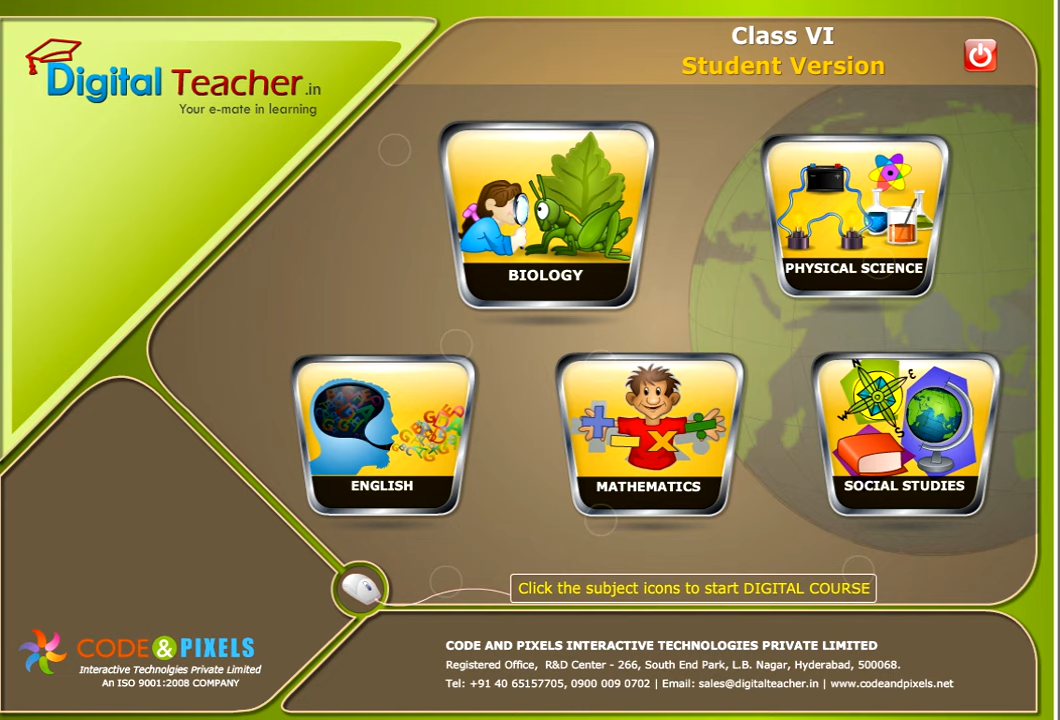 Class VI
Student Version
Digital Teacher.in
Your e-mate in learning
BIOLOGY
PHYSICAL SCIENCE
ENGLISH
MATHEMATICS
SOCIAL STUDIES
Click the subject icons to start DIGITAL COURSE
CODE & PIXELS
Interactive Technolgies Private Limited
An ISO 9001:2008 COMPANY
CODE AND PIXELS INTERACTIVE TECHNOLOGIES PRIVATE LIMITED
Registered Office, R&D Center - 266, South End Park, L.B. Nagar, Hyderabad, 500068.
Tel: +91 40 65157705, 0900 009 0702 | Email: sales@digitalteacher.in | www.codeandpixels.net